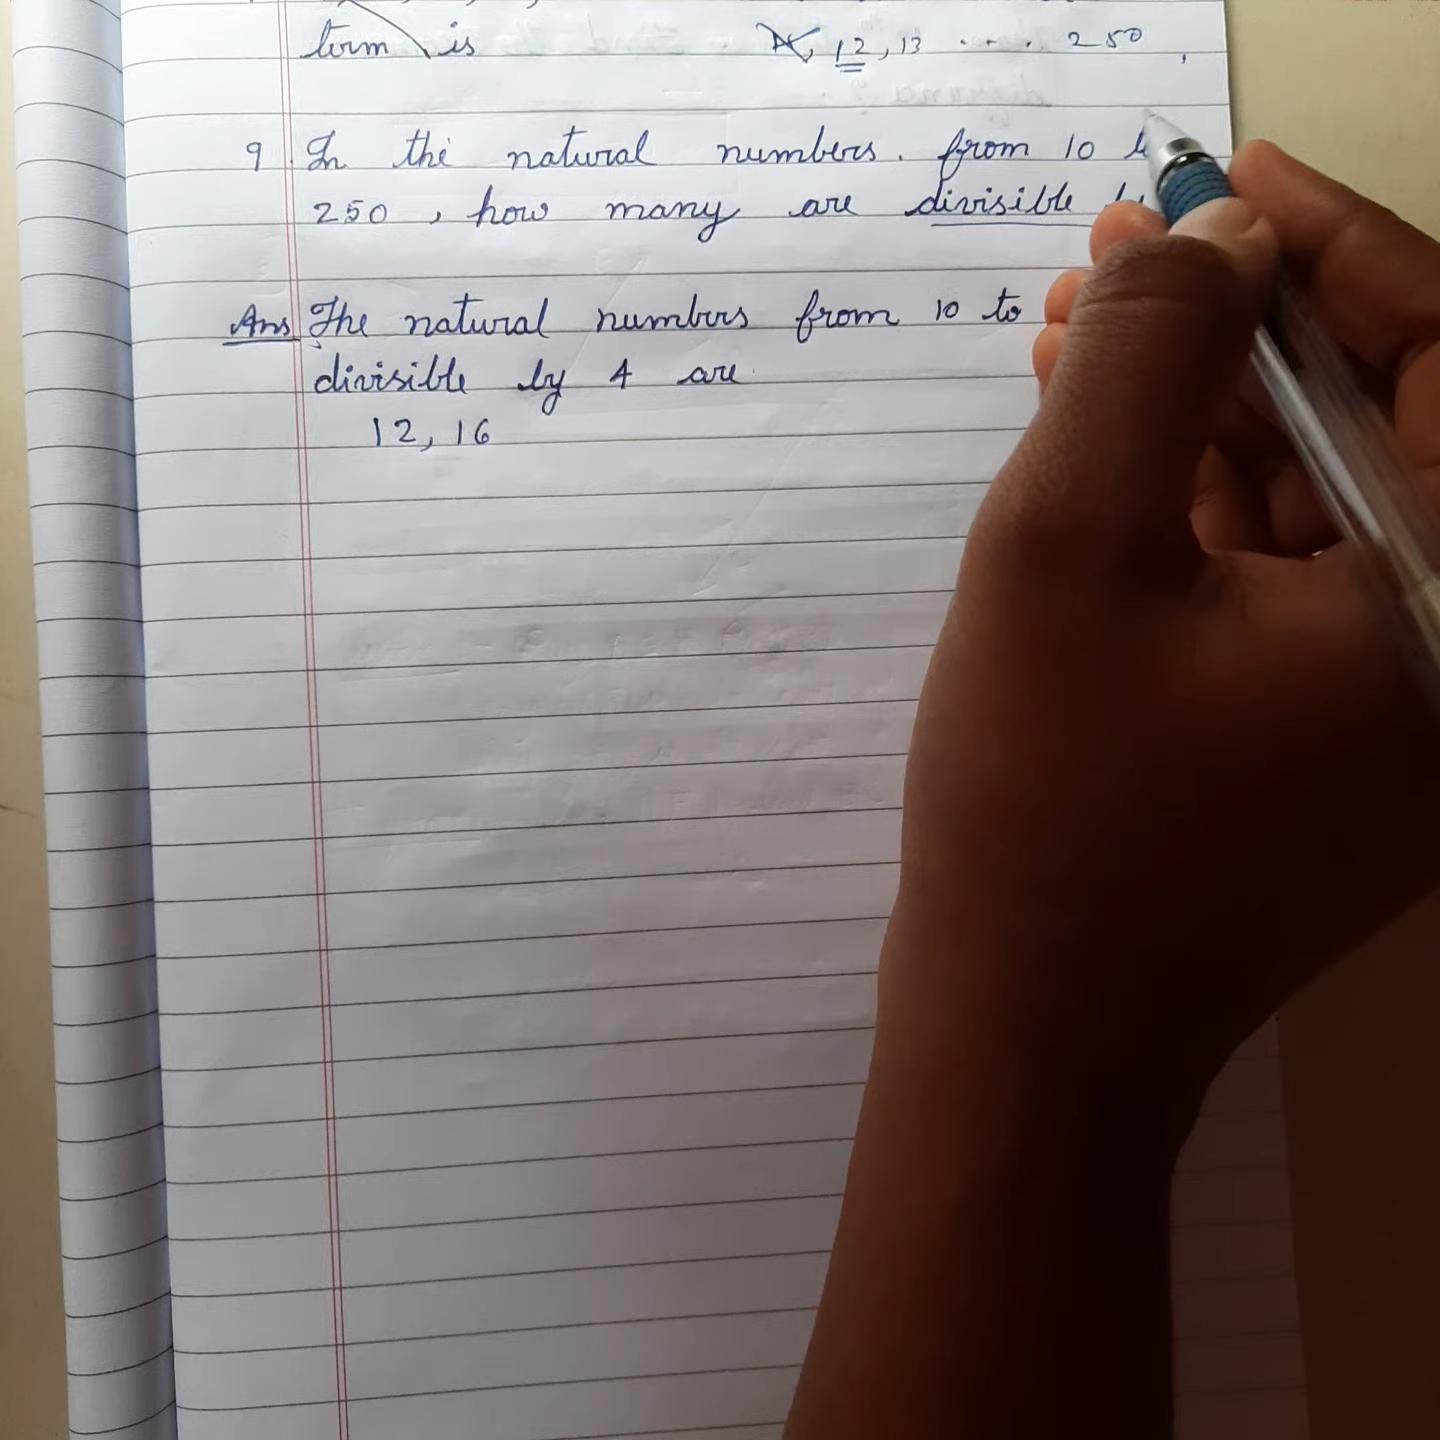 term is 12, 13 . . . . 250,
9 In the natural numbers. from 10
250, how many are divisible
Ans The natural numbers from 10 to
divisible by 4 are
12, 16